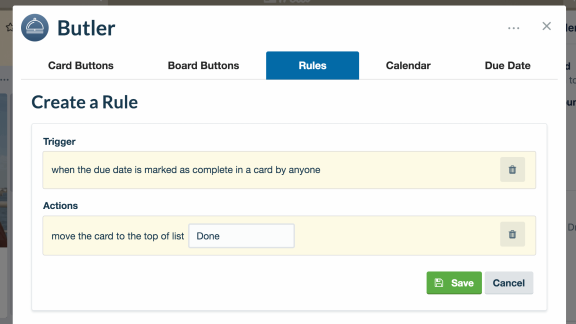 Butler
Card Buttons
Board Buttons
Rules
Calendar
Due Date
Create a Rule
Trigger
when the due date is marked as complete in a card by anyone
Actions
move the card to the top of list Done
Save Cancel